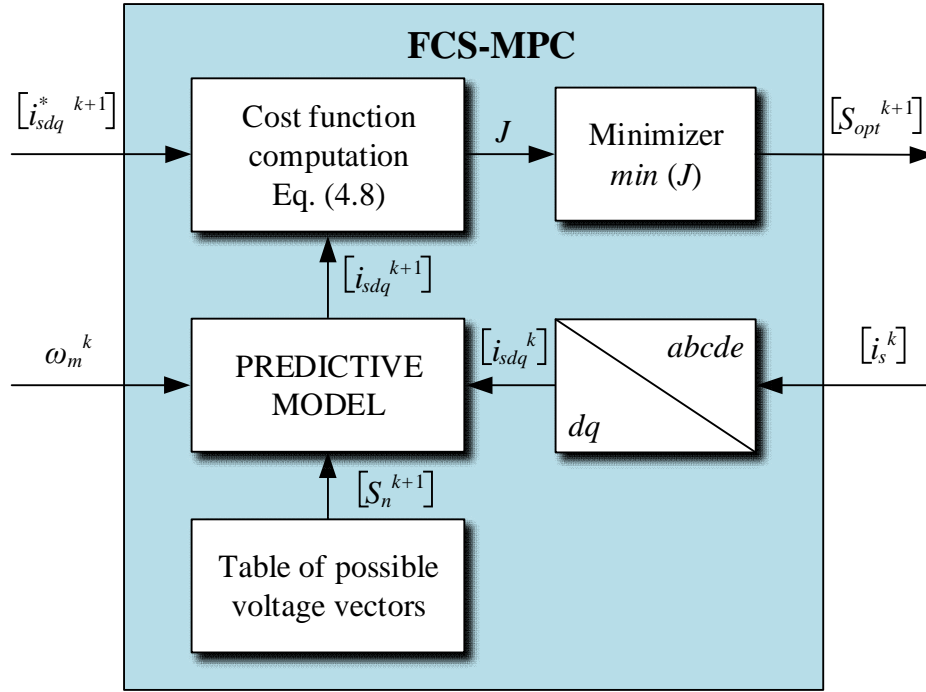 FCS-MPC
[i*sdq k+1]
Cost function
computation
Eq. (4.8)
J
Minimizer
min (J)
[Sopt k+1]
[isdq k+1]
ωm k
PREDICTIVE
MODEL
[isdq k]
abcde
dq
[is k]
[Sn k+1]
Table of possible
voltage vectors